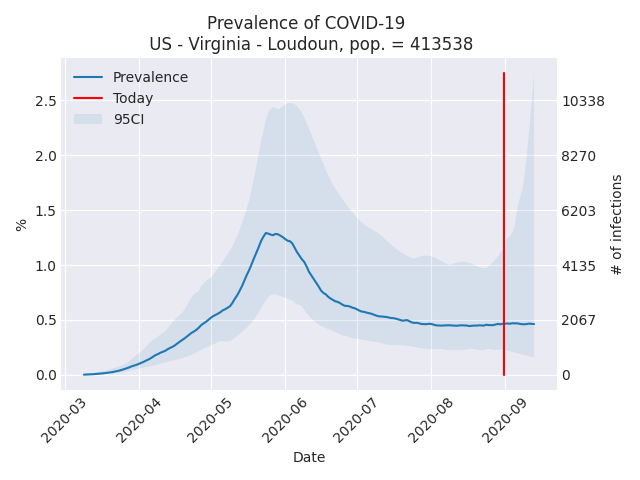 Prevalence of COVID-19
US - Virginia - Loudoun, pop. = 413538
Prevalence
Today
95CI
2.5
2.0
1.5
1.0
0.5
0.0
%
10338
8270
6203
4135
2067
0
# of infections
2020-03
2020-04
2020-05
2020-06
2020-07
2020-08
2020-09
Date